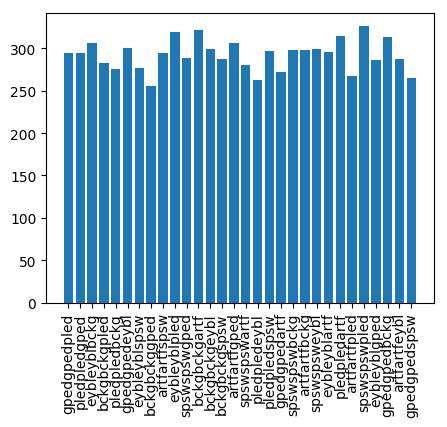 300
250
200
150
100
50
0
gpedgpedpled
pledpledgped
eybleyblbckg
bckgbckgpled
pledpledbckg
gpedgpedeybl
eybleyblspsw
bckgbckggped
artfartfspsw
eybleyblpled
spswspswgped
bckgbckgartf
bckgbckgeybl
bckgbckgspsw
artfartfgped
spswspswartf
pledpledeybl
pledpledspsw
gpedgpedartf
spswspswbckg
artfartfbckg
spswspsweybl
eybleyblartf
pledpledartf
artfartfpled
spswspswpled
eybleyblgped
gpedgpedbckg
artfartfeybl
gpedgpedspsw